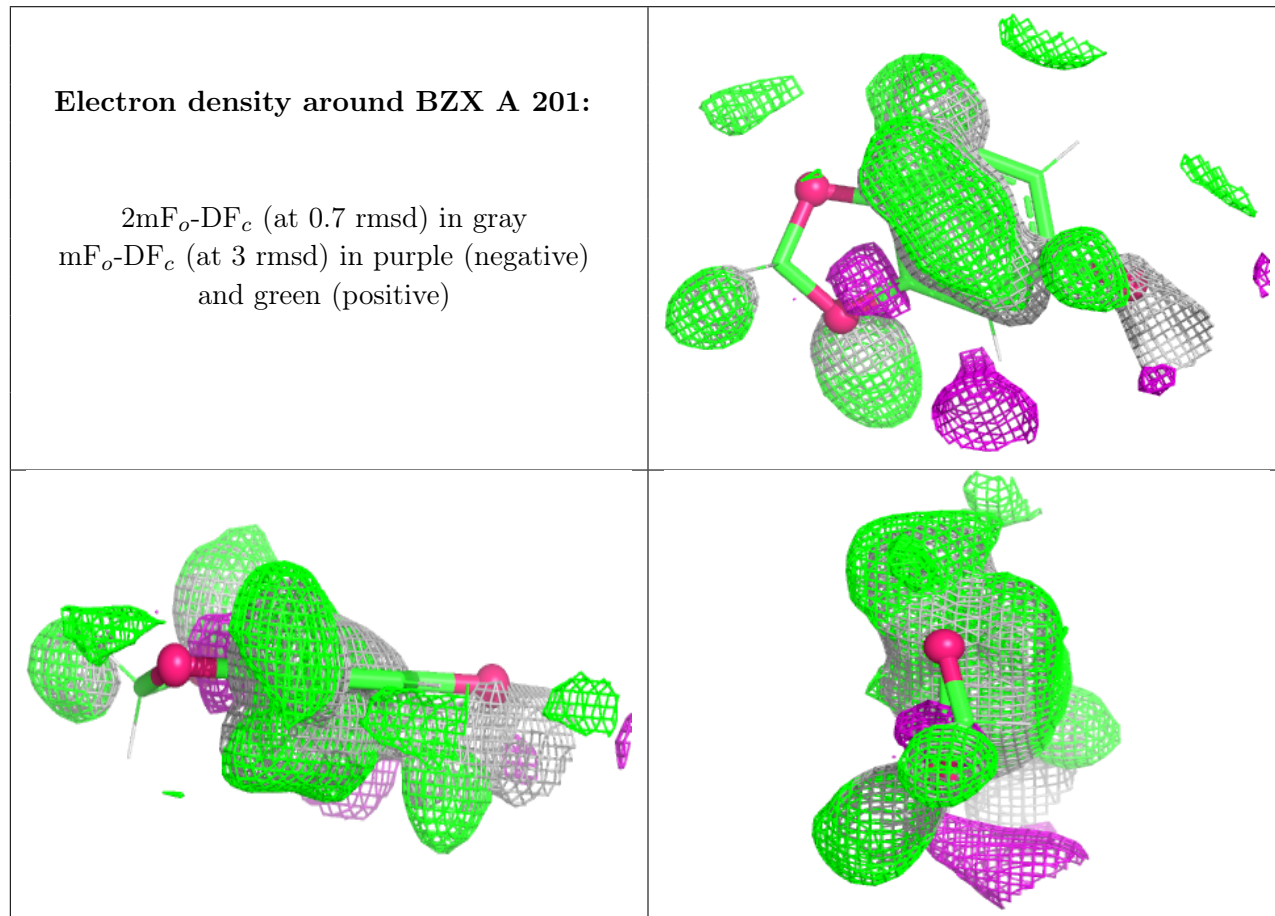 Electron density around BZX A 201:
2mFo-DFc (at 0.7 rmsd) in gray
mFo-DFc (at 3 rmsd) in purple (negative)
and green (positive)